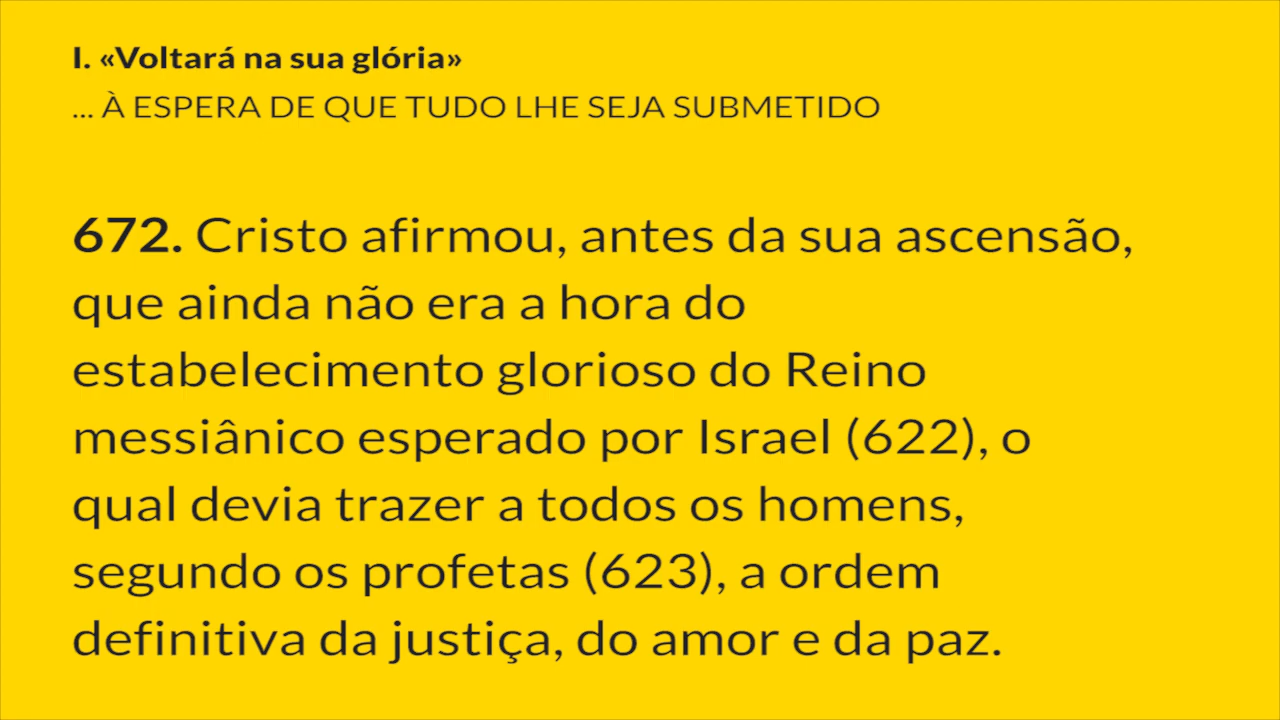 I. «Voltará na sua glória»
... À ESPERA DE QUE TUDO LHE SEJA SUBMETIDO
672. Cristo afirmou, antes da sua ascensão,
que ainda não era a hora do
estabelecimento glorioso do Reino
messiânico esperado por Israel (622), o
qual devia trazer a todos os homens,
segundo os profetas (623), a ordem
definitiva da justiça, do amor e da paz.